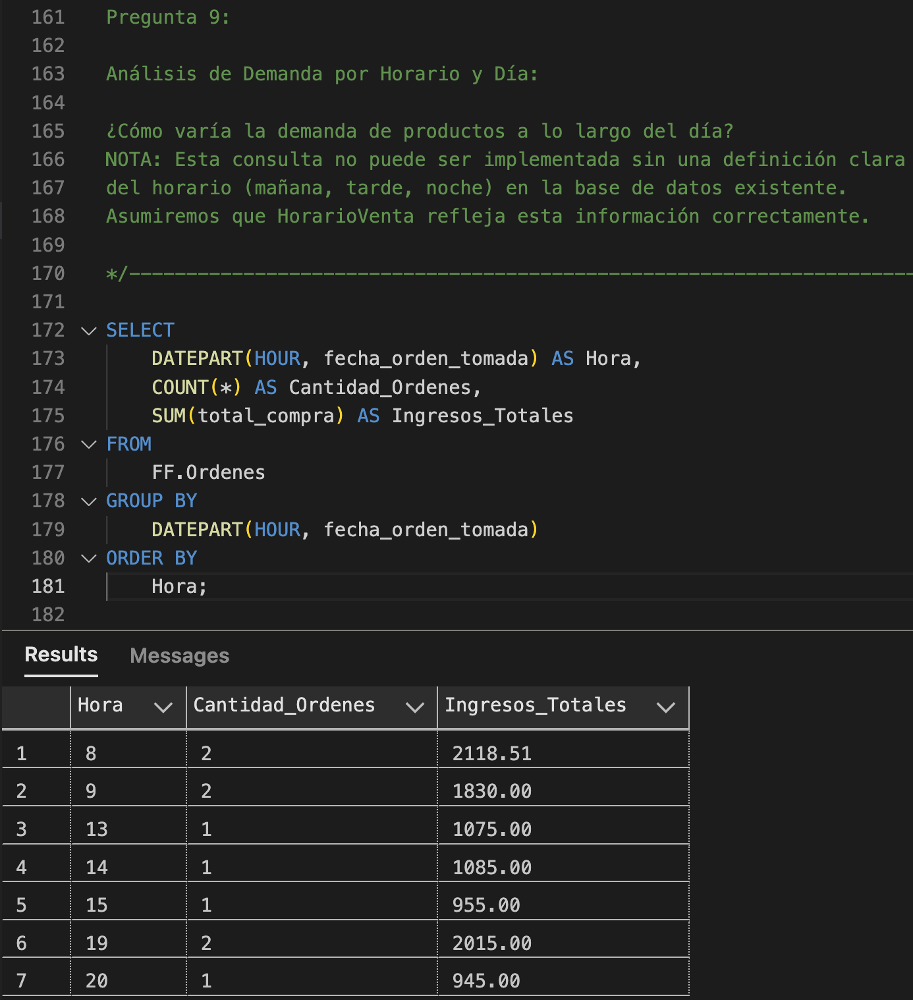 161 Pregunta 9:
162
163 Análisis de Demanda por Horario y Día:
164
165 ¿Cómo varía la demanda de productos a lo largo del día?
166 NOTA: Esta consulta no puede ser implementada sin una definición clara
167 del horario (mañana, tarde, noche) en la base de datos existente.
168 Asumiremos que HorarioVenta refleja esta información correctamente.
169
170 */---------------------------------------------------------------------
171
172 SELECT
173 DATEPART(HOUR, fecha_orden_tomada) AS Hora,
174 COUNT(*) AS Cantidad_Ordenes,
175 SUM(total_compra) AS Ingresos_Totales
176 FROM
177 FF.Ordenes
178 GROUP BY
179 DATEPART(HOUR, fecha_orden_tomada)
180 ORDER BY
181 Hora;
182
Results Messages
Hora Cantidad_Ordenes Ingresos_Totales
1 8 2 2118.51
2 9 2 1830.00
3 13 1 1075.00
4 14 1 1085.00
5 15 1 955.00
6 19 2 2015.00
7 20 1 945.00